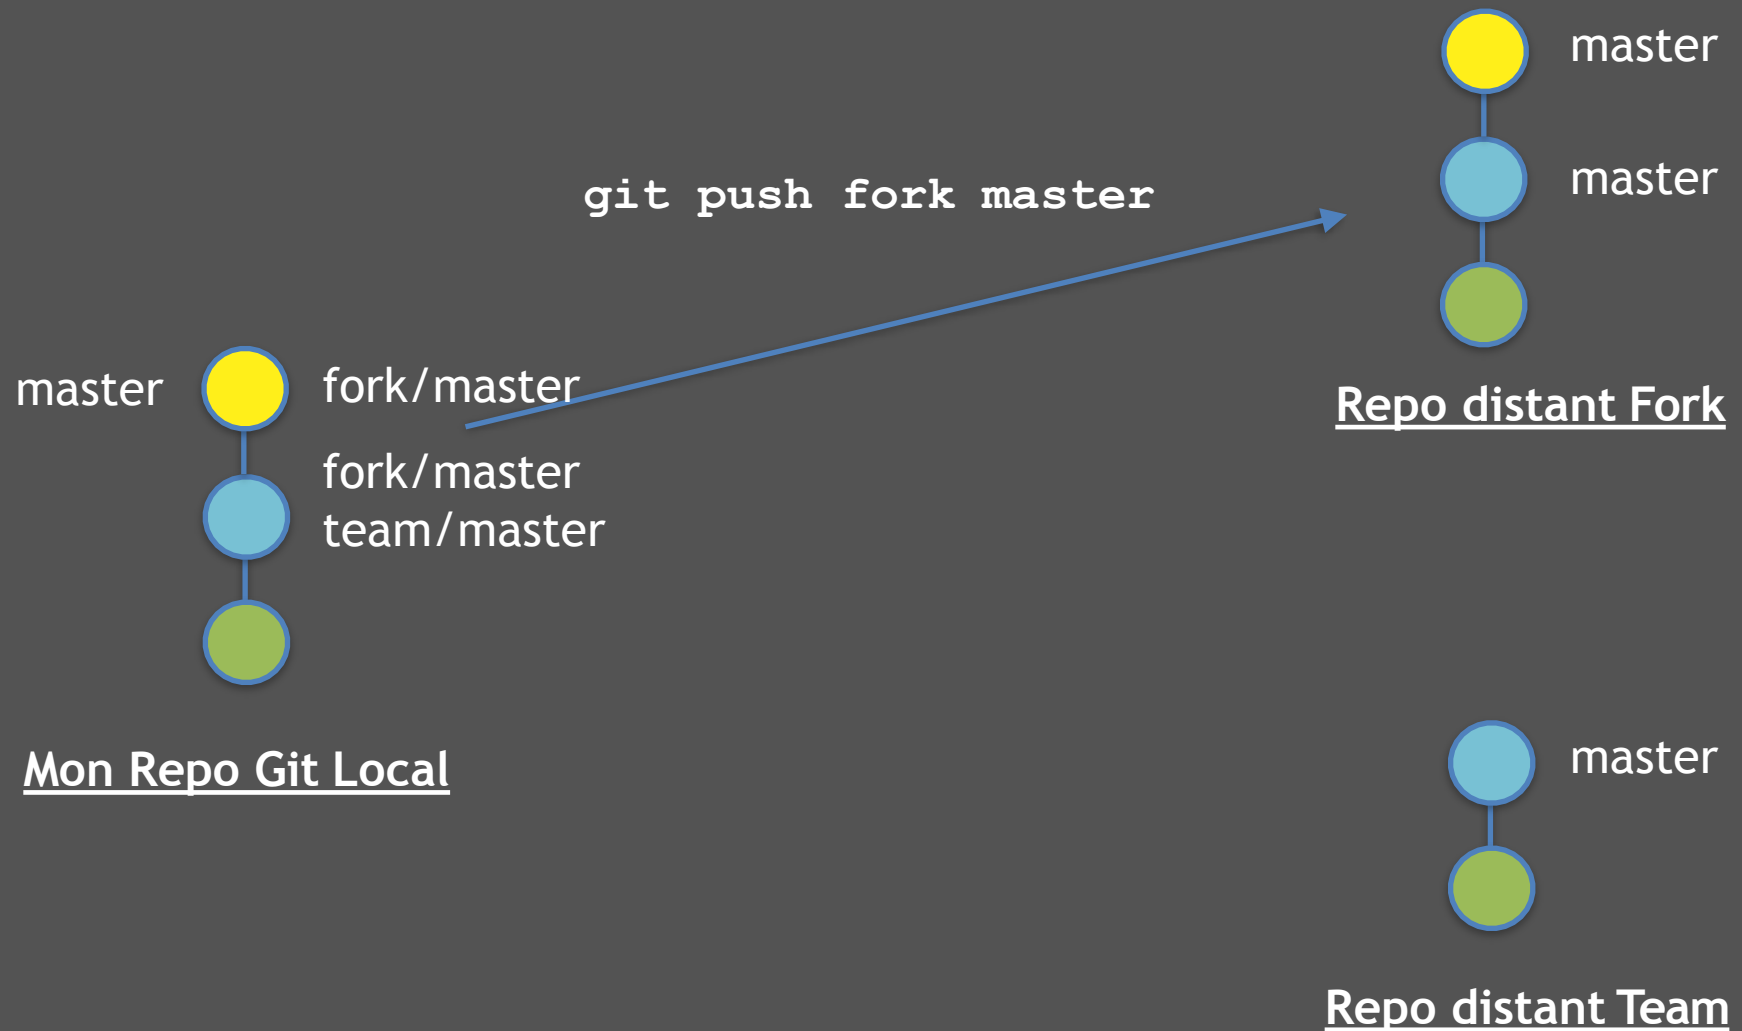 master
master
git push fork master
master
fork/master
Repo distant Fork
fork/master
team/master
Mon Repo Git Local
master
Repo distant Team